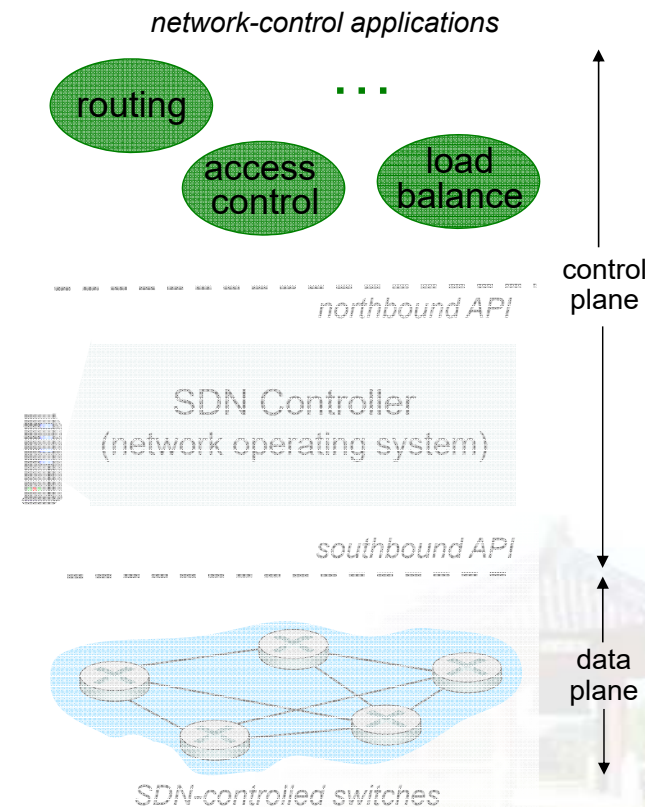 network-control applications
routing
...
access
control
load
balance
control
plane
northbound API
SDN Controller
(network operating system)
southbound API
data
plane
SDN-controlled switches